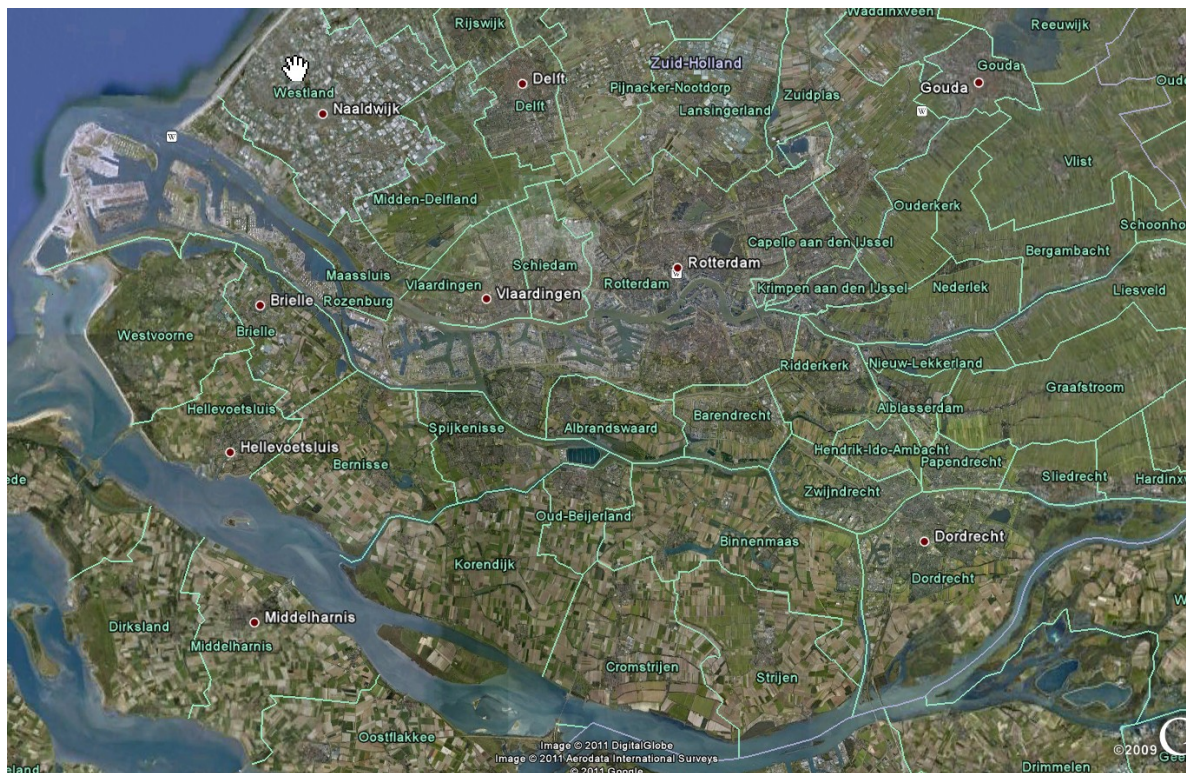 Waddinxveen
Rijswijk
Reeuwijk
Zuid-Holland
Gouda
Westland
Delft
Delft
Pijnacker-Nootdorp
Lansingerland
Zuidplas
Gouda
Naaldwijk
Vlist
Midden-Delfland
Ouderkerk
Capelle aan den IJssel
Bergambacht
Schiedam
Rotterdam
Maassluis
Vlaardingen
Rotterdam
Krimpen aan den IJssel
Nederlek
Liesveld
Brielle
Rozenburg
Vlaardingen
Westvoorne
Brielle
Ridderkerk
Nieuw-Lekkerland
Graafstroom
Hellevoetsluis
Alblasserdam
Spijkenisse
Albrandswaard
Barendrecht
Hellevoetsluis
Bernisse
Hendrik-Ido-Ambacht
Papendrecht
Sliedrecht
Zwijndrecht
Oud-Beijerland
Binnenmaas
Dordrecht
Korendijk
Dordrecht
Middelharnis
Dirksland
Middelharnis
Cromstrijen
Strijen
Oostflakkee
Image © 2011 DigitalGlobe
Image © 2011 Aerodata International Surveys
© 2011 Google
©2009
Drimmelen